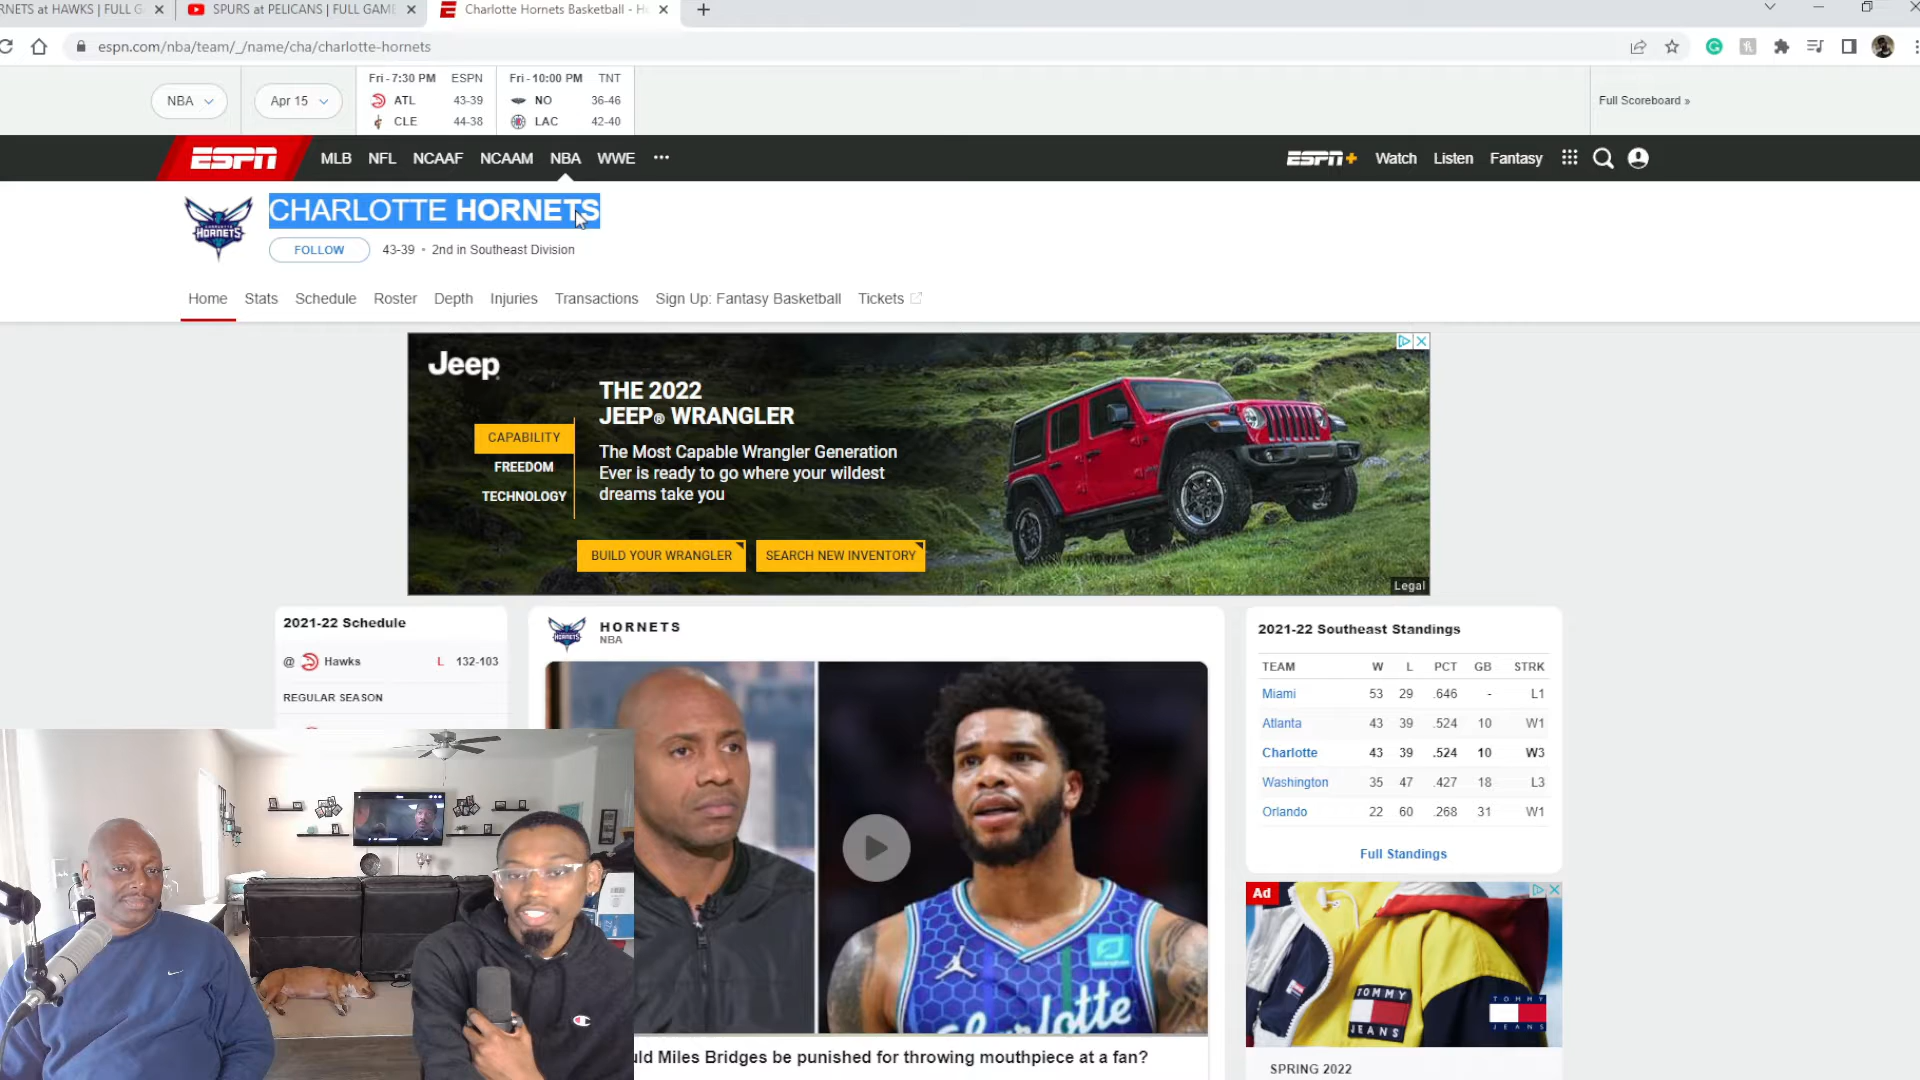 RNETS at HAWKS | FULL G
SPURS at PELICANS | FULL GAME
Charlotte Hornets Basketball - H
espn.com/nba/team/_/name/cha/charlotte-hornets
NBA
Apr 15
Fri - 7:30 PM ESPN
ATL 43-39
CLE 44-38
Fri - 10:00 PM TNT
NO 36-46
LAC 42-40
Full Scoreboard »
ESPN MLB NFL NCAAF NCAAM NBA WWE
ESPN+ Watch Listen Fantasy
CHARLOTTE HORNETS
FOLLOW 43-39 • 2nd in Southeast Division
Home Stats Schedule Roster Depth Injuries Transactions Sign Up: Fantasy Basketball Tickets
Jeep
THE 2022
JEEP® WRANGLER
CAPABILITY
FREEDOM
TECHNOLOGY
The Most Capable Wrangler Generation
Ever is ready to go where your wildest
dreams take you
BUILD YOUR WRANGLER
SEARCH NEW INVENTORY
Legal
2021-22 Schedule
@ Hawks L 132-103
REGULAR SEASON
HORNETS
HORNETS
NBA
Charlotte
uld Miles Bridges be punished for throwing mouthpiece at a fan?
2021-22 Southeast Standings
TEAM W L PCT GB STRK
Miami 53 29 .646 - L1
Atlanta 43 39 .524 10 W1
Charlotte 43 39 .524 10 W3
Washington 35 47 .427 18 L3
Orlando 22 60 .268 31 W1
Full Standings
Ad
TOMMY
JEANS
TOMMY
JEANS
SPRING 2022